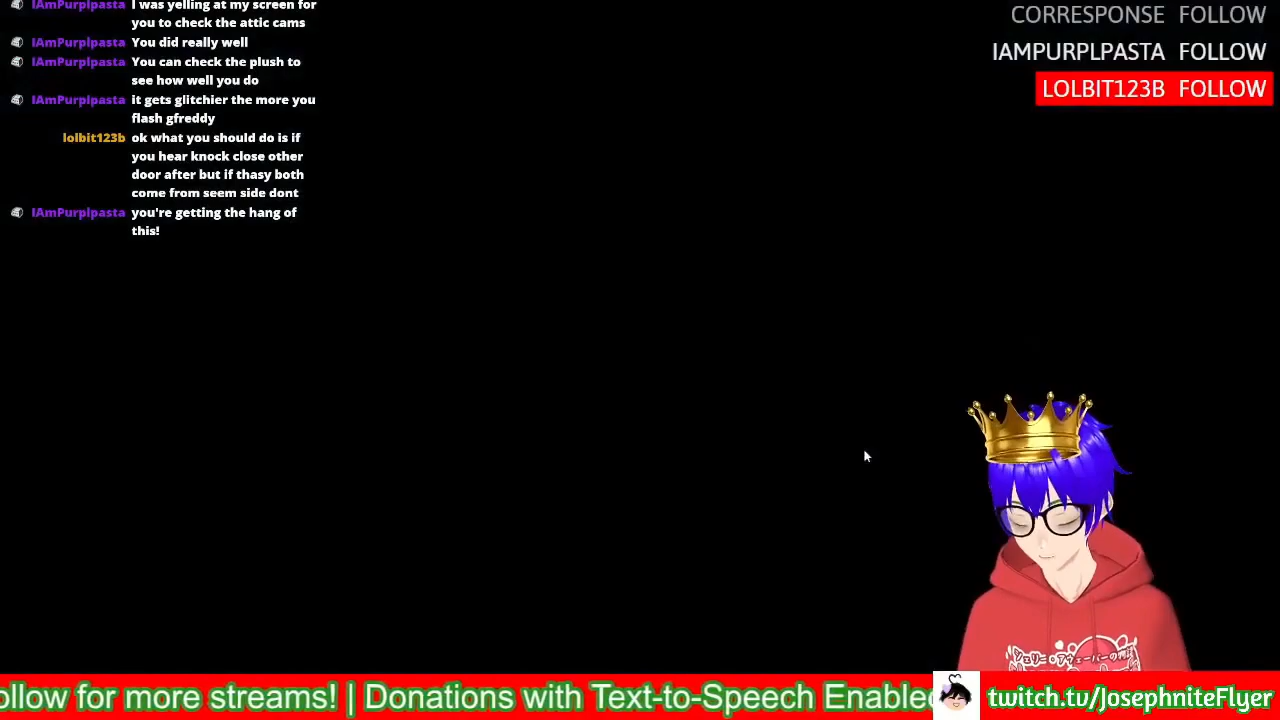 IAmPurplpasta I was yelling at my screen for
you to check the attic cams
IAmPurplpasta You did really well
IAmPurplpasta You can check the plush to
see how well you do
IAmPurplpasta it gets glitchier the more you
flash gfreddy
lolbit123b ok what you should do is if
you hear knock close other
door after but if thasy both
come from seem side dont
IAmPurplpasta you're getting the hang of
this!
CORRESPONSE FOLLOW
IAMPURPLPASTA FOLLOW
LOLBIT123B FOLLOW
ollow for more streams! | Donations with Text-to-Speech Enabled
twitch.tv/JosephniteFlyer